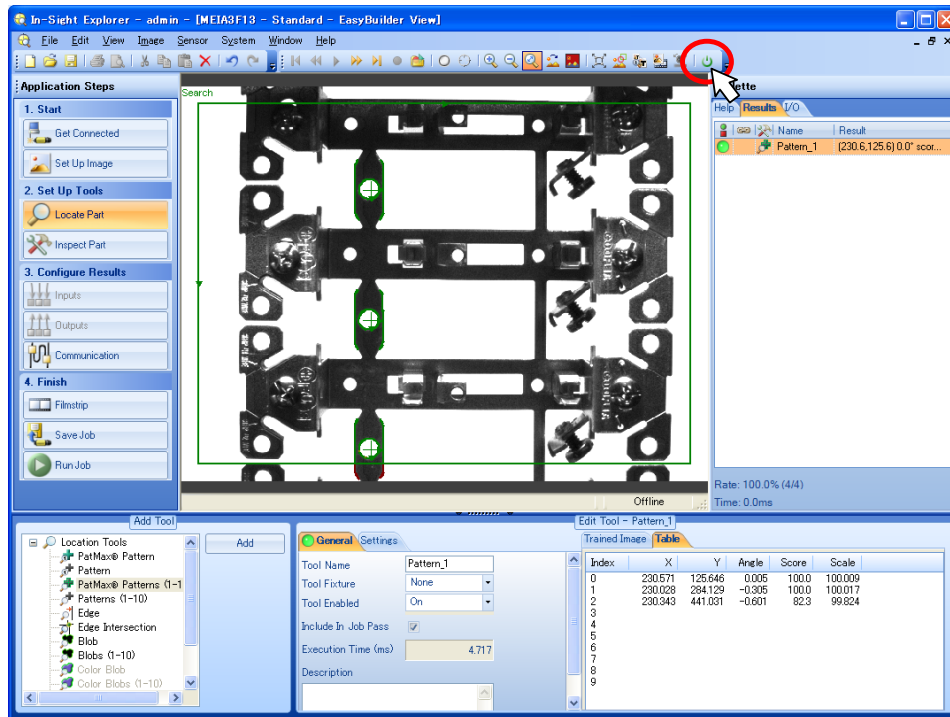 In-Sight Explorer - admin - [MEIA3F13 - Standard - EasyBuilder View]
File Edit View Image Sensor System Window Help
Application Steps
1. Start
Get Connected
Set Up Image
2. Set Up Tools
Locate Part
Inspect Part
3. Configure Results
Inputs
Outputs
Communication
4. Finish
Filmstrip
Save Job
Run Job
Search
Offline
Help Results I/O
Name Result
Pattern_1 (230.6,125.6) 0.0° scor...
Rate: 100.0% (4/4)
Time: 0.0ms
Add Tool
Location Tools
PatMax® Pattern
Pattern
PatMax® Patterns (1-1
Patterns (1-10)
Edge
Edge Intersection
Blob
Blobs (1-10)
Color Blob
Color Blobs (1-10)
Add
Edit Tool - Pattern_1
General Settings
Tool Name Pattern_1
Tool Fixture None
Tool Enabled On
Include In Job Pass
Execution Time (ms) 4.717
Description
Trained Image Table
Index X Y Angle Score Scale
0 230.571 125.646 0.005 100.0 100.009
1 230.028 284.129 -0.305 100.0 100.017
2 230.343 441.031 -0.601 82.3 99.824
3
4
5
6
7
8
9